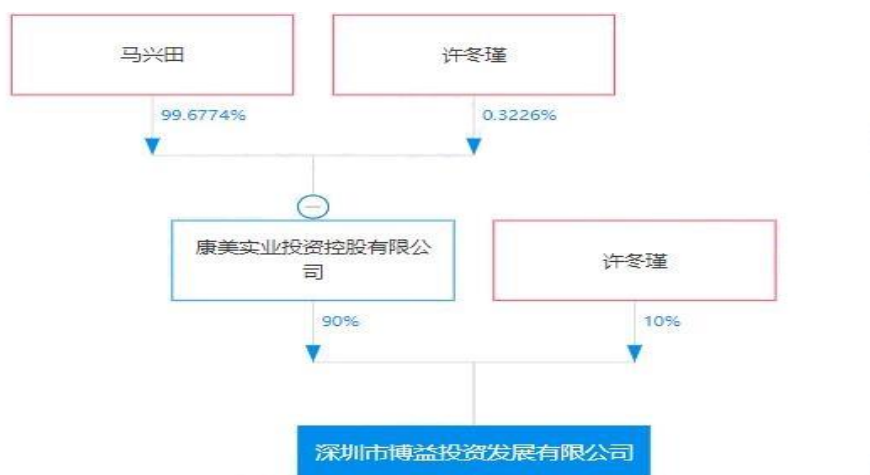 马兴田
许冬瑾
99.6774%
0.3226%
康美实业投资控股有限公
司
许冬瑾
90%
10%
深圳市博益投资发展有限公司